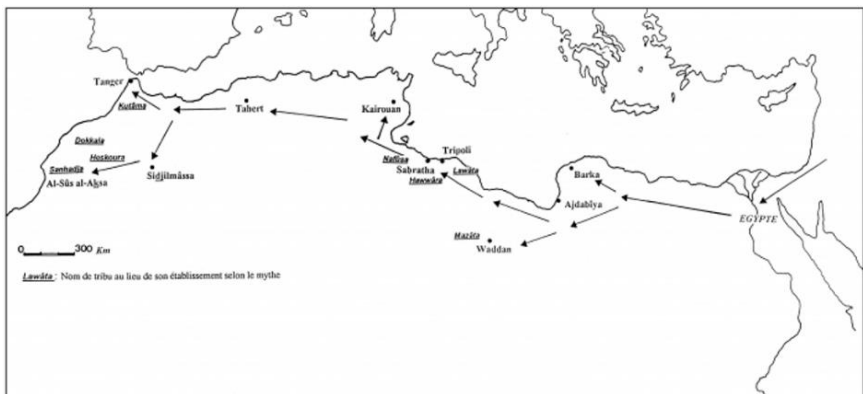 Tanger
Kutâma
Tahert
Kairouan
Dokkala
Hoskoura
Sanhadja
Al-Sûs al-Aksa
Sidjilmâssa
Nafûsa
Tripoli
Sabratha
Lawâta
Hawwâra
Barka
Ajdabîya
EGYPTE
Mazâta
Waddan
0 300 Km
Lawâta : Nom de tribu au lieu de son établissement selon le mythe